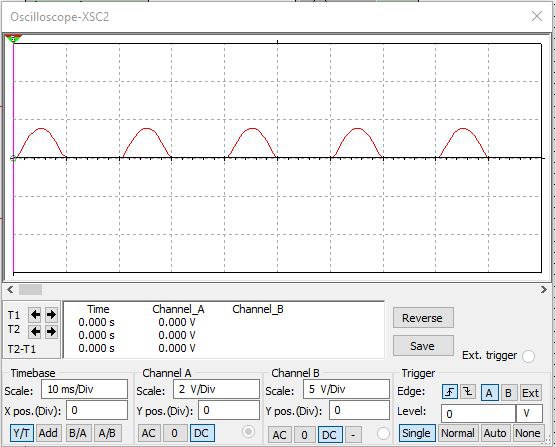 Oscilloscope-XSC2
Time Channel_A Channel_B
T1 0.000 s 0.000 V
T2 0.000 s 0.000 V
T2-T1 0.000 s 0.000 V
Reverse
Save
Ext. trigger
Timebase
Scale: 10 ms/Div
X pos.(Div): 0
Y/T Add B/A A/B
Channel A
Scale: 2 V/Div
Y pos.(Div): 0
AC 0 DC
Channel B
Scale: 5 V/Div
Y pos.(Div): 0
AC 0 DC -
Trigger
Edge: A B Ext
Level: 0 V
Single Normal Auto None